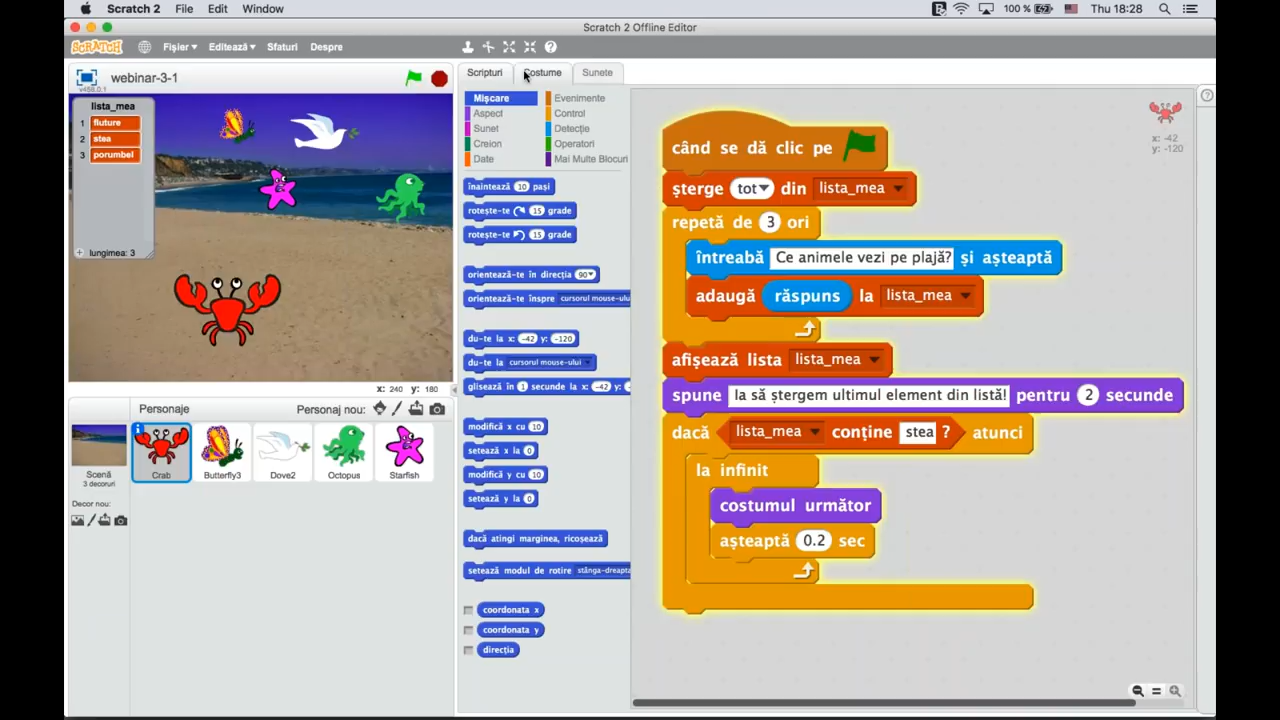 Scratch 2 File Edit Window 100 % Thu 18:28
Scratch 2 Offline Editor
SCRATCH Fișier Editează Sfaturi Despre
webinar-3-1
v458.0.1
lista_mea
1 fluture
2 stea
3 porumbel
+ lungimea: 3
x: 240 y: 180
Personaje Personaj nou:
Scenă
3 decoruri
Decor nou:
Crab
Butterfly3
Dove2
Octopus
Starfish
Scripturi Costume Sunete
Mișcare Evenimente
Aspect Control
Sunet Detecție
Creion Operatori
Date Mai Multe Blocuri
înaintează 10 pași
rotește-te 15 grade
rotește-te 15 grade
orientează-te în direcția 90
orientează-te înspre cursorul mouse-ulu
du-te la x: -42 y: -120
du-te la cursorul mouse-ului
glisează în 1 secunde la x: -42 y:
modifică x cu 10
setează x la 0
modifică y cu 10
setează y la 0
dacă atingi marginea, ricoșează
setează modul de rotire stânga-dreapta
coordonata x
coordonata y
direcția
când se dă clic pe
șterge tot din lista_mea
repetă de 3 ori
întreabă Ce animele vezi pe plajă? și așteaptă
adaugă răspuns la lista_mea
afișează lista lista_mea
spune Ia să ștergem ultimul element din listă! pentru 2 secunde
dacă lista_mea conține stea ? atunci
la infinit
costumul următor
așteaptă 0.2 sec
x: -42
y: -120